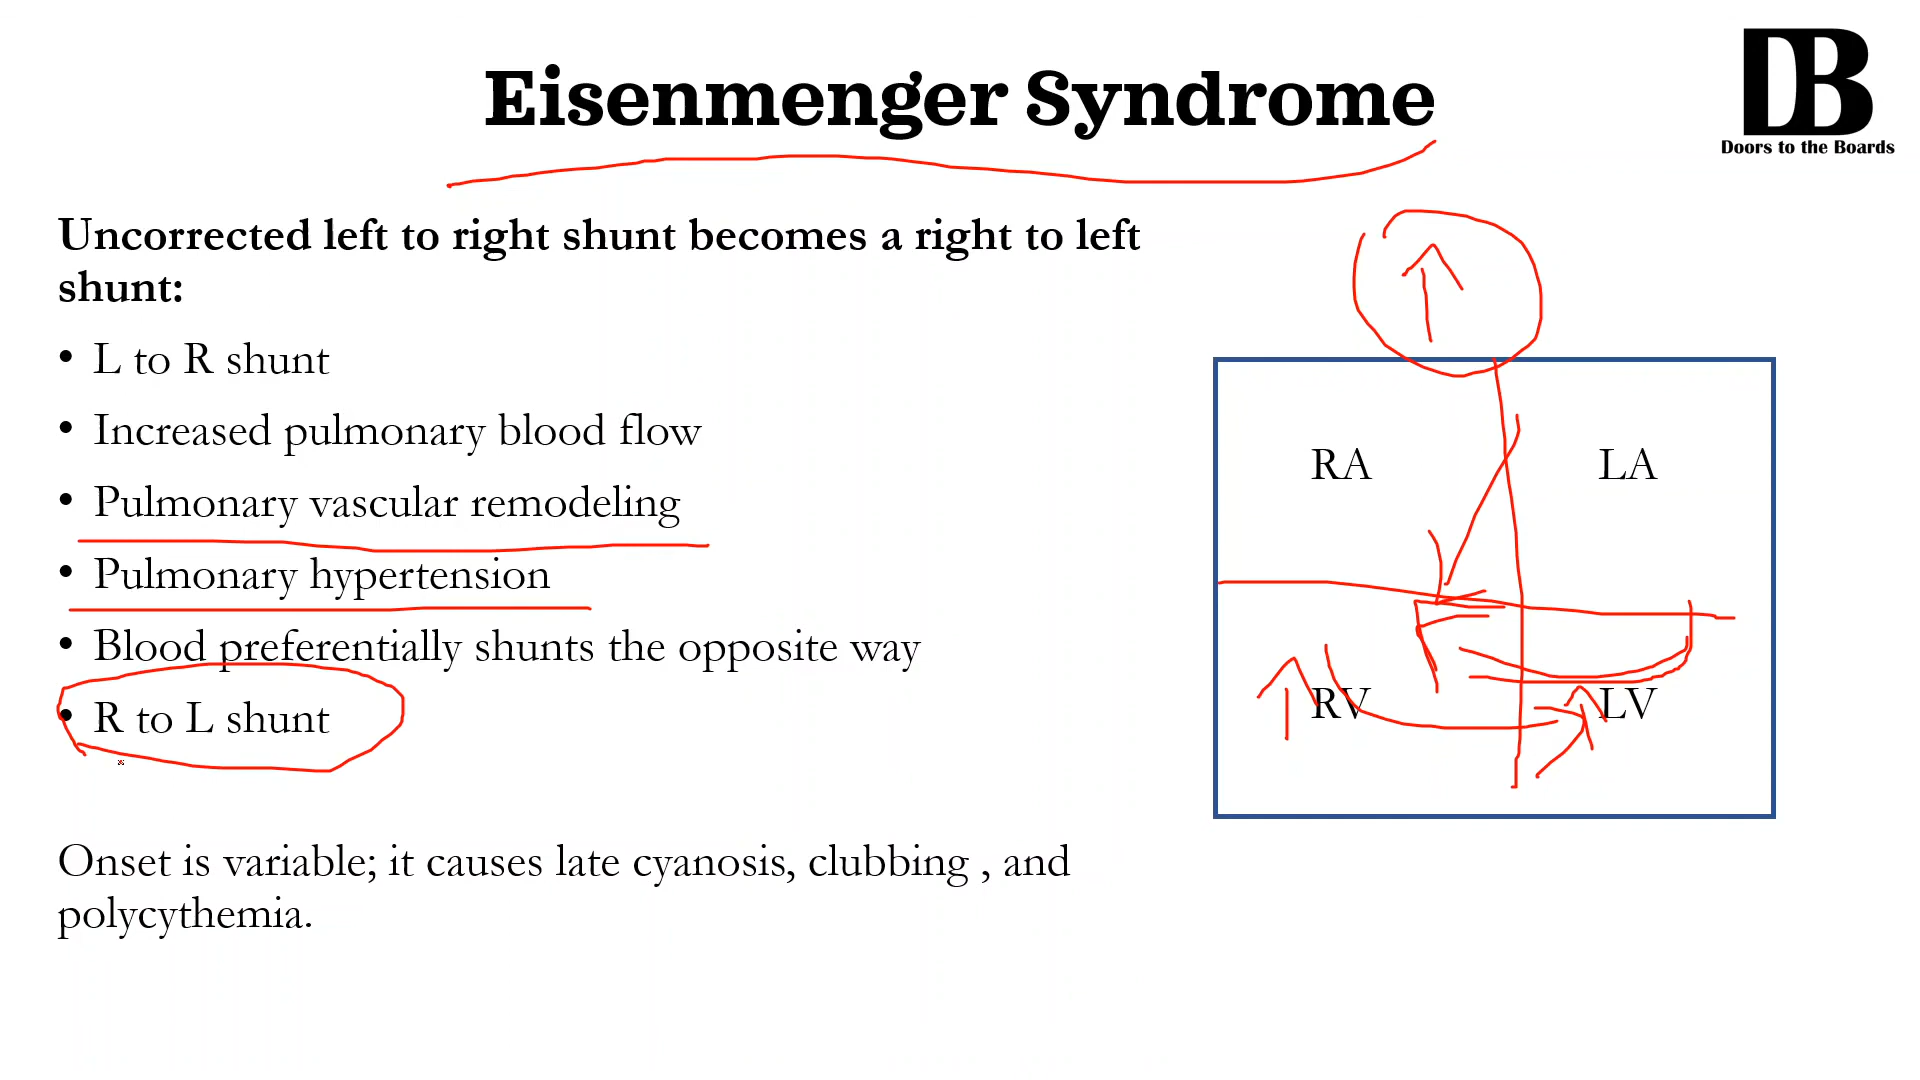 Eisenmenger Syndrome
DB
Doors to the Boards
Uncorrected left to right shunt becomes a right to left
shunt:
• L to R shunt
• Increased pulmonary blood flow
• Pulmonary vascular remodeling
• Pulmonary hypertension
• Blood preferentially shunts the opposite way
• R to L shunt
Onset is variable; it causes late cyanosis, clubbing , and
polycythemia.
RA LA
RV LV